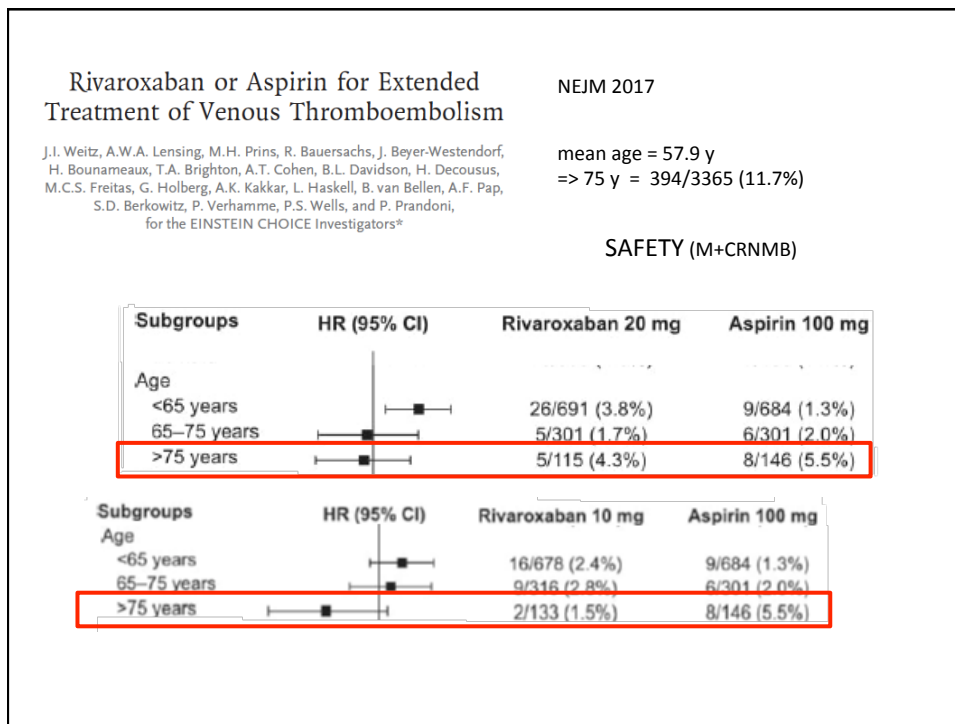 Rivaroxaban or Aspirin for Extended
Treatment of Venous Thromboembolism
J.I. Weitz, A.W.A. Lensing, M.H. Prins, R. Bauersachs, J. Beyer-Westendorf,
H. Bounameaux, T.A. Brighton, A.T. Cohen, B.L. Davidson, H. Decousus,
M.C.S. Freitas, G. Holberg, A.K. Kakkar, L. Haskell, B. van Bellen, A.F. Pap,
S.D. Berkowitz, P. Verhamme, P.S. Wells, and P. Prandoni,
for the EINSTEIN CHOICE Investigators*
NEJM 2017
mean age = 57.9 y
=> 75 y = 394/3365 (11.7%)
SAFETY (M+CRNMB)
Subgroups HR (95% CI) Rivaroxaban 20 mg Aspirin 100 mg
Age
<65 years 26/691 (3.8%) 9/684 (1.3%)
65–75 years 5/301 (1.7%) 6/301 (2.0%)
>75 years 5/115 (4.3%) 8/146 (5.5%)
Subgroups HR (95% CI) Rivaroxaban 10 mg Aspirin 100 mg
Age
<65 years 16/678 (2.4%) 9/684 (1.3%)
65–75 years 9/316 (2.8%) 6/301 (2.0%)
>75 years 2/133 (1.5%) 8/146 (5.5%)